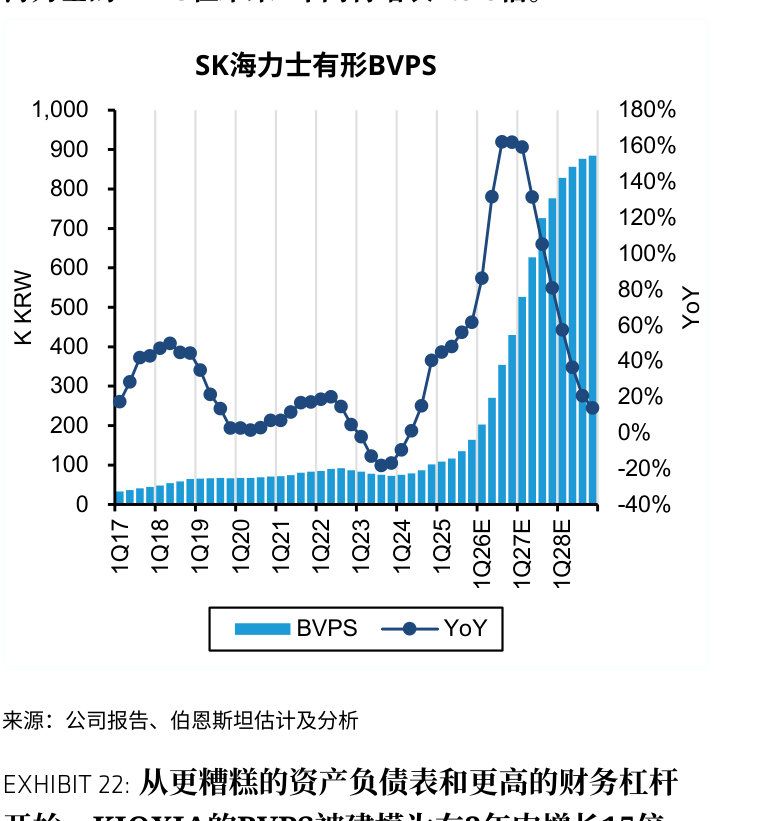 SK海力士有形BVPS
1,000
900
800
700
600
500
400
300
200
100
0
K KRW
180%
160%
140%
120%
100%
80%
60%
40%
20%
0%
-20%
-40%
YoY
1Q17
1Q18
1Q19
1Q20
1Q21
1Q22
1Q23
1Q24
1Q25
1Q26E
1Q27E
1Q28E
BVPS YoY
来源：公司报告、伯恩斯坦估计及分析
EXHIBIT 22: 从更糟糕的资产负债表和更高的财务杠杆